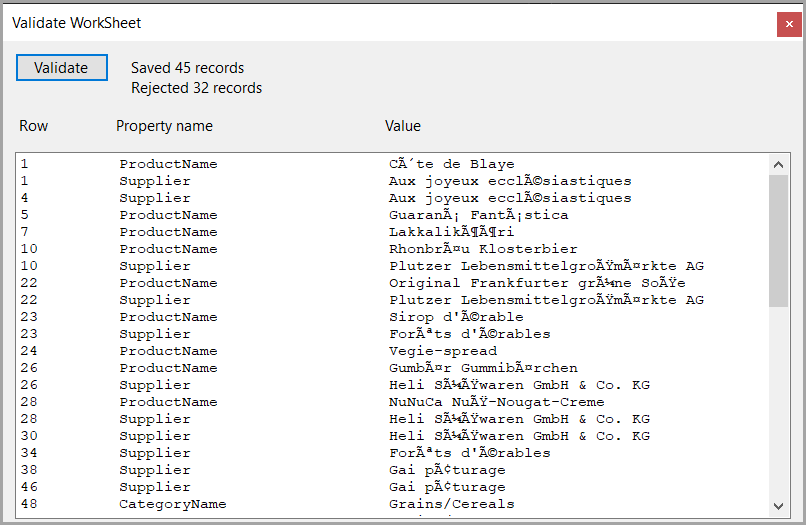 Validate WorkSheet
Validate
Saved 45 records
Rejected 32 records
Row Property name Value
1 ProductName CÃ´te de Blaye
1 Supplier Aux joyeux ecclÃ©siastiques
4 Supplier Aux joyeux ecclÃ©siastiques
5 ProductName GuaranÃ¡ FantÃ¡stica
7 ProductName LakkalikÃ¶Ã¶ri
10 ProductName RhonbrÃ¤u Klosterbier
10 Supplier Plutzer LebensmittelgroÃŸmÃ¤rkte AG
22 ProductName Original Frankfurter grÃ¼ne SoÃŸe
22 Supplier Plutzer LebensmittelgroÃŸmÃ¤rkte AG
23 ProductName Sirop d'Ã©rable
23 Supplier ForÃªts d'Ã©rables
24 ProductName Vegie-spread
26 ProductName GumbÃ¤r GummibÃ¤rchen
26 Supplier Heli SÃ¼ÃŸwaren GmbH & Co. KG
28 ProductName NuNuCa NuÃŸ-Nougat-Creme
28 Supplier Heli SÃ¼ÃŸwaren GmbH & Co. KG
30 Supplier Heli SÃ¼ÃŸwaren GmbH & Co. KG
34 Supplier ForÃªts d'Ã©rables
38 Supplier Gai pÃ¢turage
46 Supplier Gai pÃ¢turage
48 CategoryName Grains/Cereals